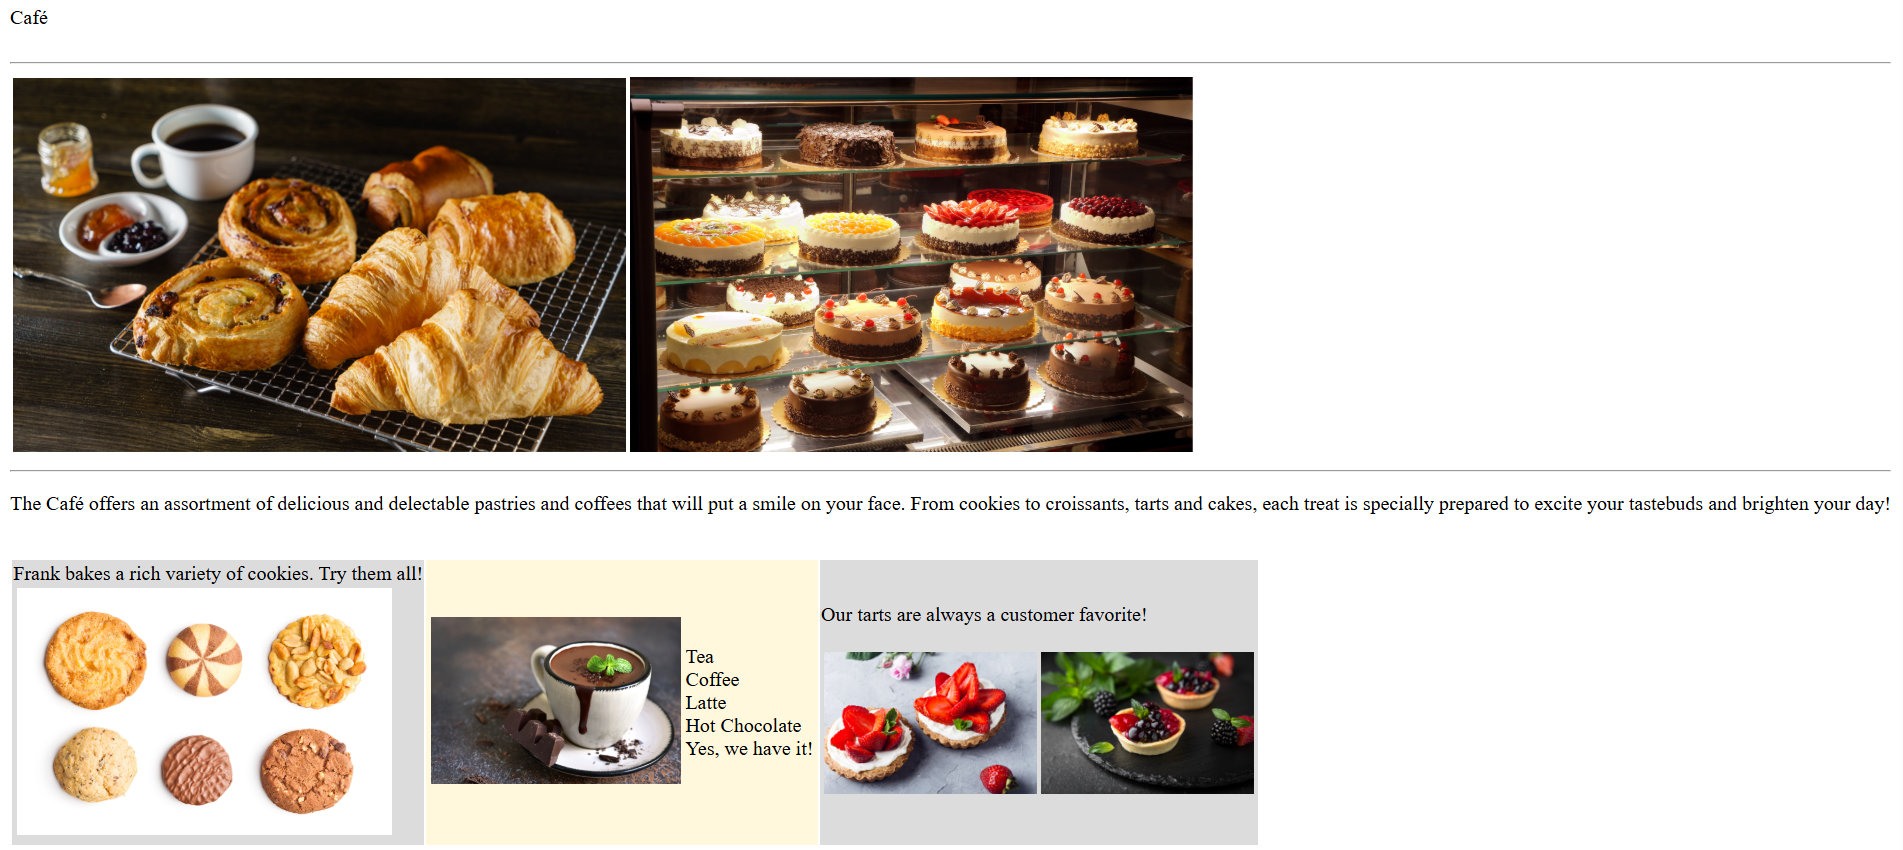 Café
The Café offers an assortment of delicious and delectable pastries and coffees that will put a smile on your face. From cookies to croissants, tarts and cakes, each treat is specially prepared to excite your tastebuds and brighten your day!
Frank bakes a rich variety of cookies. Try them all!
Tea
Coffee
Latte
Hot Chocolate
Yes, we have it!
Our tarts are always a customer favorite!